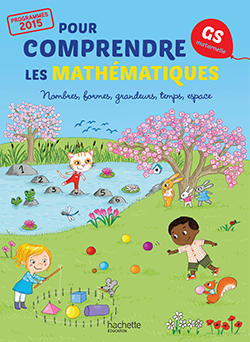 PROGRAMMES
2015
POUR
COMPRENDRE
LES MATHÉMATIQUES
GS
maternelle
Nombres, formes, grandeurs, temps, espace
hachette
ÉDUCATION